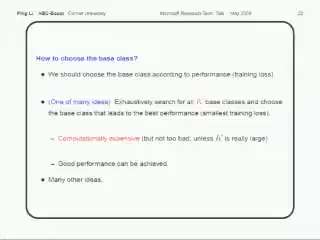 Ping Li  ABC-Boost  Cornell University  Microsoft Research Tech. Talk  May 2009  22
How to choose the base class?
• We should choose the base class according to performance (training loss).
• (One of many ideas) Exhaustively search for all K base classes and choose
the base class that leads to the best performance (smallest training loss).
– Computationally expensive (but not too bad, unless K is really large)
– Good performance can be achieved.
• Many other ideas.